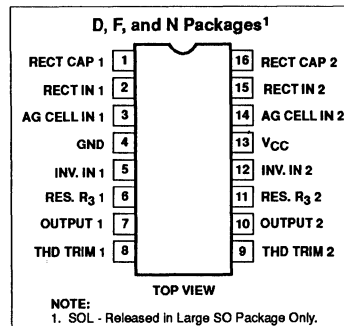 D, F, and N Packages1
RECT CAP 1 1 16 RECT CAP 2
RECT IN 1 2 15 RECT IN 2
AG CELL IN 1 3 14 AG CELL IN 2
GND 4 13 VCC
INV. IN 1 5 12 INV. IN 2
RES. R3 1 6 11 RES. R3 2
OUTPUT 1 7 10 OUTPUT 2
THD TRIM 1 8 9 THD TRIM 2
TOP VIEW
NOTE:
1. SOL - Released in Large SO Package Only.